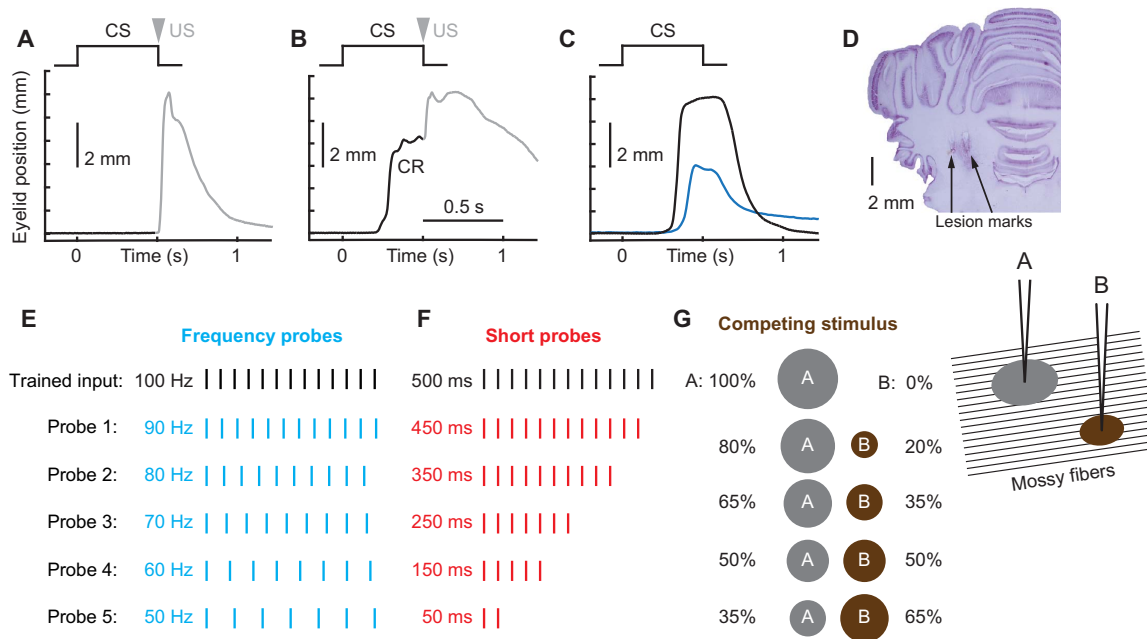 A
CS
US
Eyelid position (mm)
2 mm
0
Time (s)
1
B
CS
US
2 mm
CR
0.5 s
0
Time (s)
1
C
CS
2 mm
0
Time (s)
1
D
2 mm
Lesion marks
E
Frequency probes
Trained input: 100 Hz
Probe 1: 90 Hz
Probe 2: 80 Hz
Probe 3: 70 Hz
Probe 4: 60 Hz
Probe 5: 50 Hz
F
Short probes
500 ms
450 ms
350 ms
250 ms
150 ms
50 ms
G
Competing stimulus
A: 100% A B: 0%
80% A B 20%
65% A B 35%
50% A B 50%
35% A B 65%
A
B
Mossy fibers